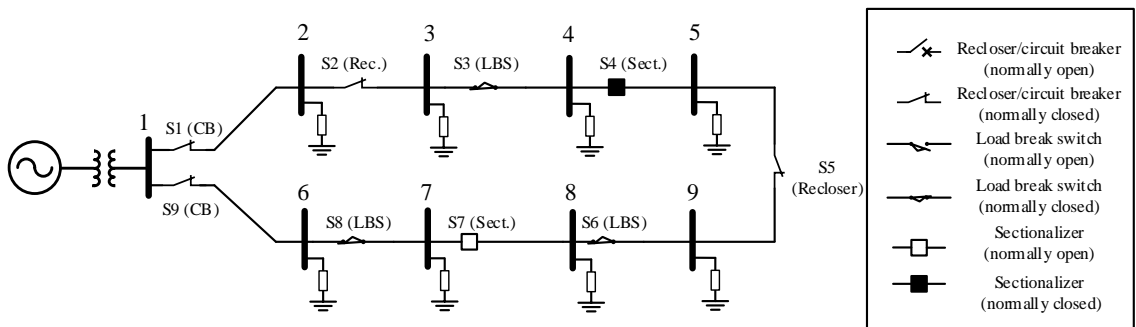 2
3
4
5
S2 (Rec.)
S3 (LBS)
S4 (Sect.)
1
S1 (CB)
S9 (CB)
S5
(Recloser)
6
7
8
9
S8 (LBS)
S7 (Sect.)
S6 (LBS)
Recloser/circuit breaker
(normally open)
Recloser/circuit breaker
(normally closed)
Load break switch
(normally open)
Load break switch
(normally closed)
Sectionalizer
(normally open)
Sectionalizer
(normally closed)